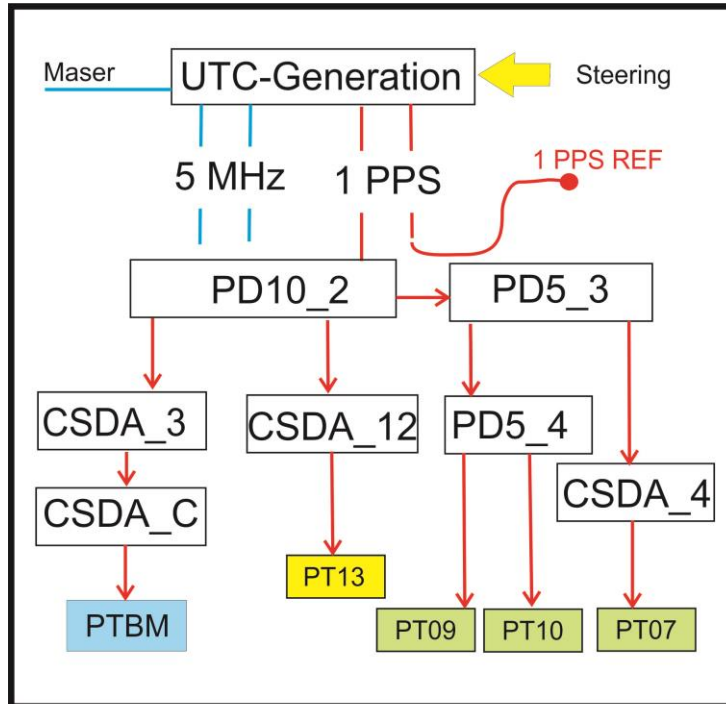 Maser
UTC-Generation
Steering
5 MHz
1 PPS
1 PPS REF
PD10_2
PD5_3
CSDA_3
CSDA_12
PD5_4
CSDA_C
CSDA_4
PT13
PTBM
PT09
PT10
PT07